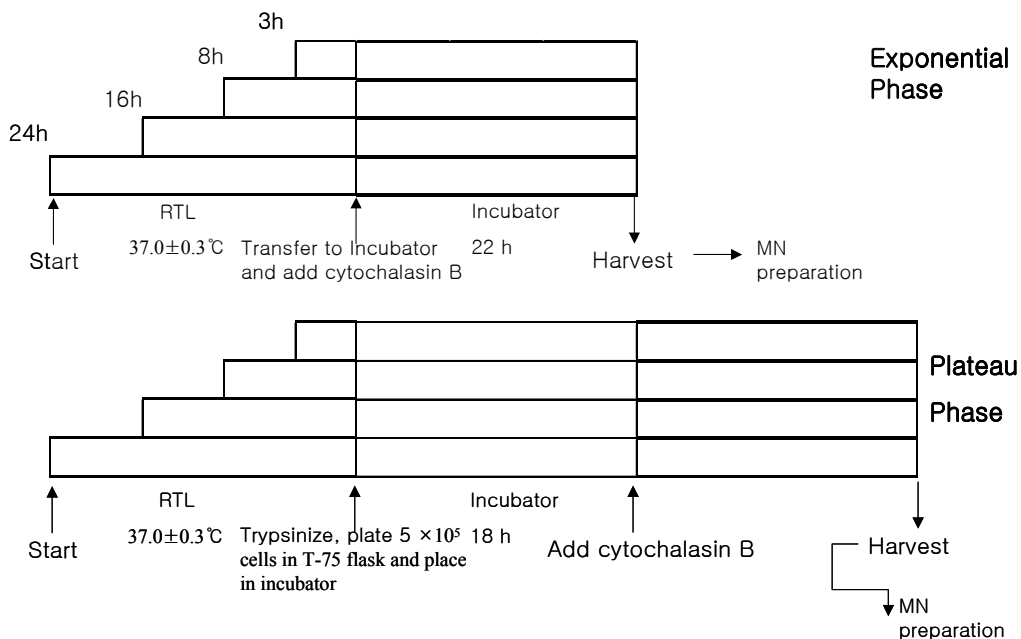 3h
8h
16h
24h
Exponential
Phase
RTL
Incubator
Start
37.0±0.3℃
Transfer to Incubator
and add cytochalasin B
22 h
Harvest
MN
preparation
Plateau
Phase
RTL
Incubator
Start
37.0±0.3℃
Trypsinize, plate 5 ×10⁵
cells in T-75 flask and place
in incubator
18 h
Add cytochalasin B
Harvest
MN
preparation